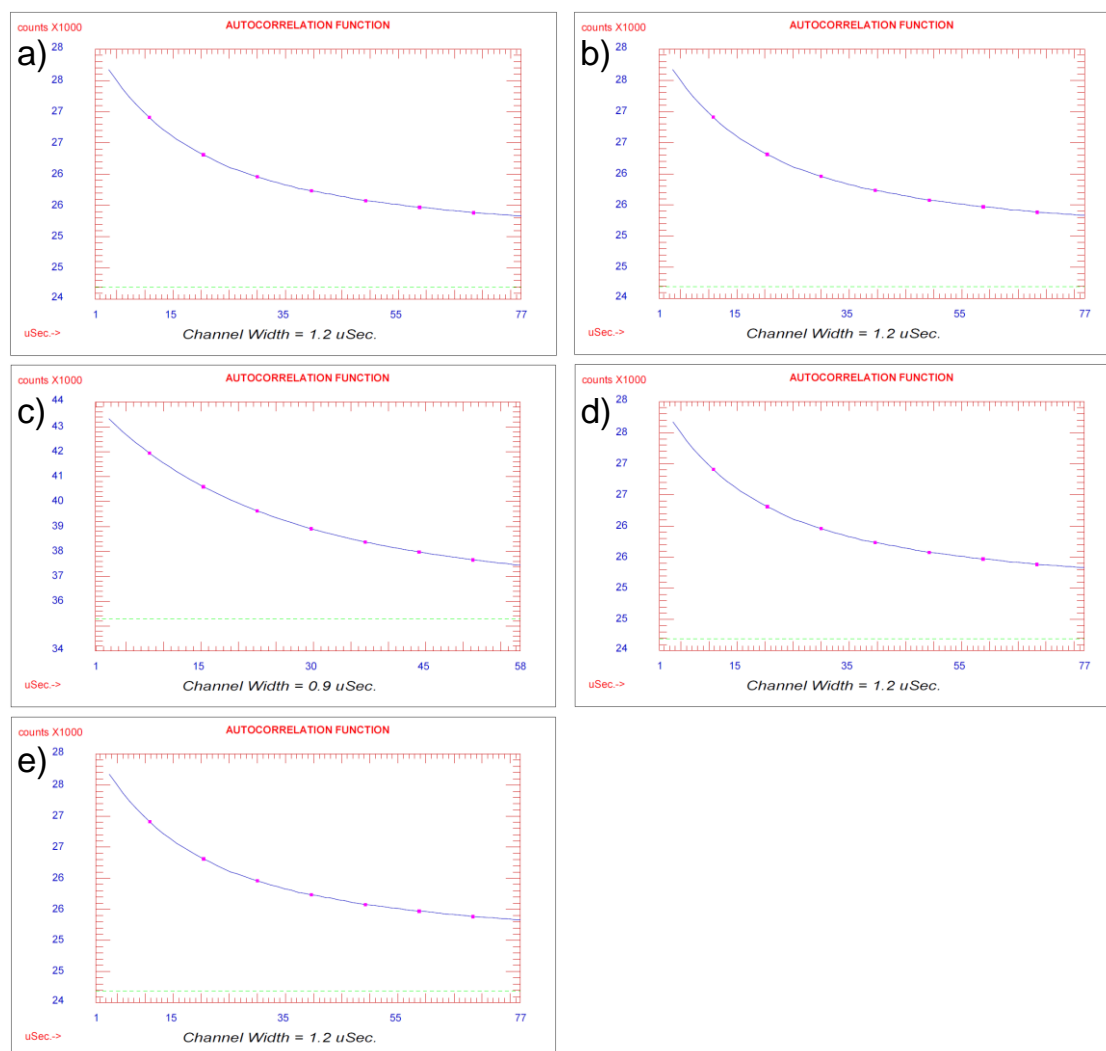 counts X1000
AUTOCORRELATION FUNCTION
a)
28
28
27
27
26
26
25
25
24
1
15
35
55
77
uSec.->
Channel Width = 1.2 uSec.
counts X1000
AUTOCORRELATION FUNCTION
b)
28
28
27
27
26
26
25
25
24
1
15
35
55
77
uSec.->
Channel Width = 1.2 uSec.
counts X1000
AUTOCORRELATION FUNCTION
c)
44
43
42
41
40
39
38
37
36
34
1
15
30
45
58
uSec.->
Channel Width = 0.9 uSec.
counts X1000
AUTOCORRELATION FUNCTION
d)
28
28
27
27
26
26
25
25
24
1
15
35
55
77
uSec.->
Channel Width = 1.2 uSec.
counts X1000
AUTOCORRELATION FUNCTION
e)
28
28
27
27
26
26
25
25
24
1
15
35
55
77
uSec.->
Channel Width = 1.2 uSec.